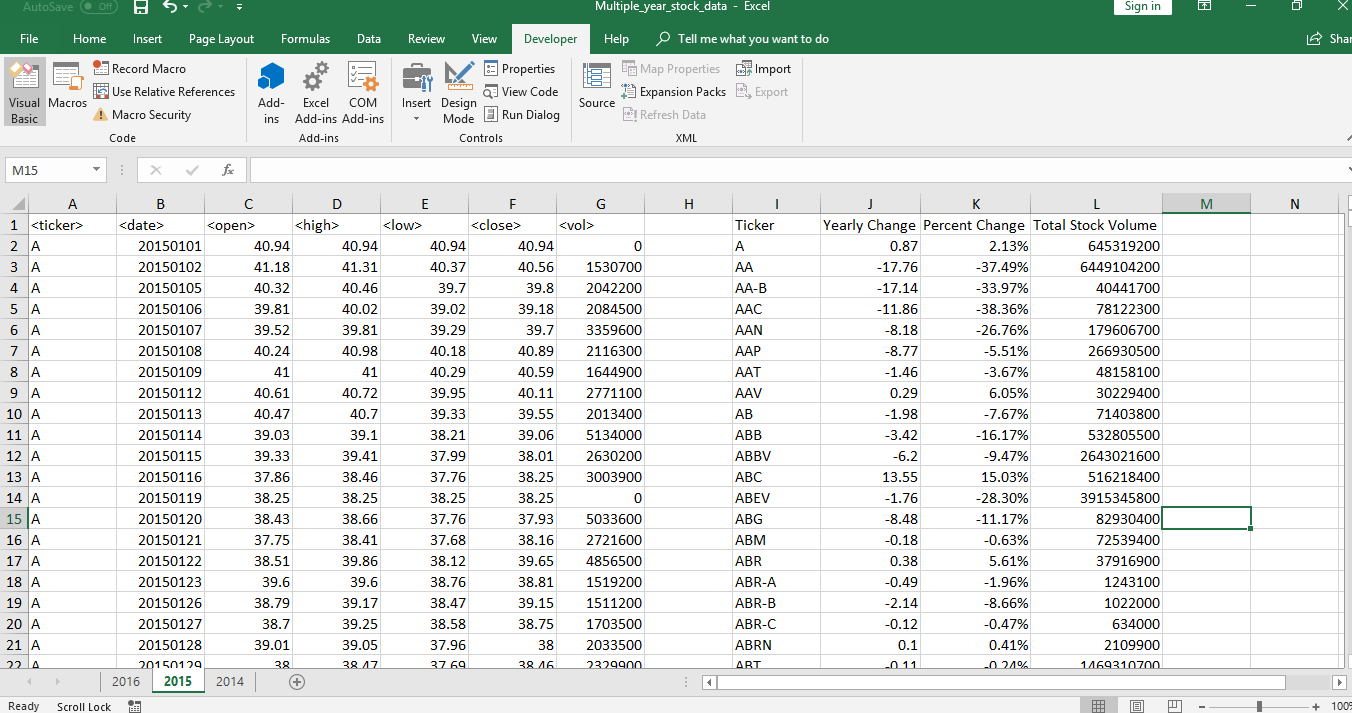 AutoSave Off Multiple_year_stock_data - Excel Sign in
File Home Insert Page Layout Formulas Data Review View Developer Help Tell me what you want to do Shar
Visual Basic Macros Record Macro Use Relative References Macro Security Code
Add-ins Excel Add-ins COM Add-ins Add-ins
Insert Design Mode Properties View Code Run Dialog Controls
Source Map Properties Expansion Packs Refresh Data Import Export XML
M15 fx
A B C D E F G H I J K L M N
1 <ticker> <date> <open> <high> <low> <close> <vol> Ticker Yearly Change Percent Change Total Stock Volume
2 A 20150101 40.94 40.94 40.94 40.94 0 A 0.87 2.13% 645319200
3 A 20150102 41.18 41.31 40.37 40.56 1530700 AA -17.76 -37.49% 6449104200
4 A 20150105 40.32 40.46 39.7 39.8 2042200 AA-B -17.14 -33.97% 40441700
5 A 20150106 39.81 40.02 39.02 39.18 2084500 AAC -11.86 -38.36% 78122300
6 A 20150107 39.52 39.81 39.29 39.7 3359600 AAN -8.18 -26.76% 179606700
7 A 20150108 40.24 40.98 40.18 40.89 2116300 AAP -8.77 -5.51% 266930500
8 A 20150109 41 41 40.29 40.59 1644900 AAT -1.46 -3.67% 48158100
9 A 20150112 40.61 40.72 39.95 40.11 2771100 AAV 0.29 6.05% 30229400
10 A 20150113 40.47 40.7 39.33 39.55 2013400 AB -1.98 -7.67% 71403800
11 A 20150114 39.03 39.1 38.21 39.06 5134000 ABB -3.42 -16.17% 532805500
12 A 20150115 39.33 39.41 37.99 38.01 2630200 ABBV -6.2 -9.47% 2643021600
13 A 20150116 37.86 38.46 37.76 38.25 3003900 ABC 13.55 15.03% 516218400
14 A 20150119 38.25 38.25 38.25 38.25 0 ABEV -1.76 -28.30% 3915345800
15 A 20150120 38.43 38.66 37.76 37.93 5033600 ABG -8.48 -11.17% 82930400
16 A 20150121 37.75 38.41 37.68 38.16 2721600 ABM -0.18 -0.63% 72539400
17 A 20150122 38.51 39.86 38.12 39.65 4856500 ABR 0.38 5.61% 37916900
18 A 20150123 39.6 39.6 38.76 38.81 1519200 ABR-A -0.49 -1.96% 1243100
19 A 20150126 38.79 39.17 38.47 39.15 1511200 ABR-B -2.14 -8.66% 1022000
20 A 20150127 38.7 39.25 38.58 38.75 1703500 ABR-C -0.12 -0.47% 634000
21 A 20150128 39.01 39.05 37.96 38 2033500 ABRN 0.1 0.41% 2109900
22 A 20150129 38 38.47 37.69 38.46 2329900 ABT -0.11 -0.24% 1469310700
2016 2015 2014
Ready Scroll Lock 100%